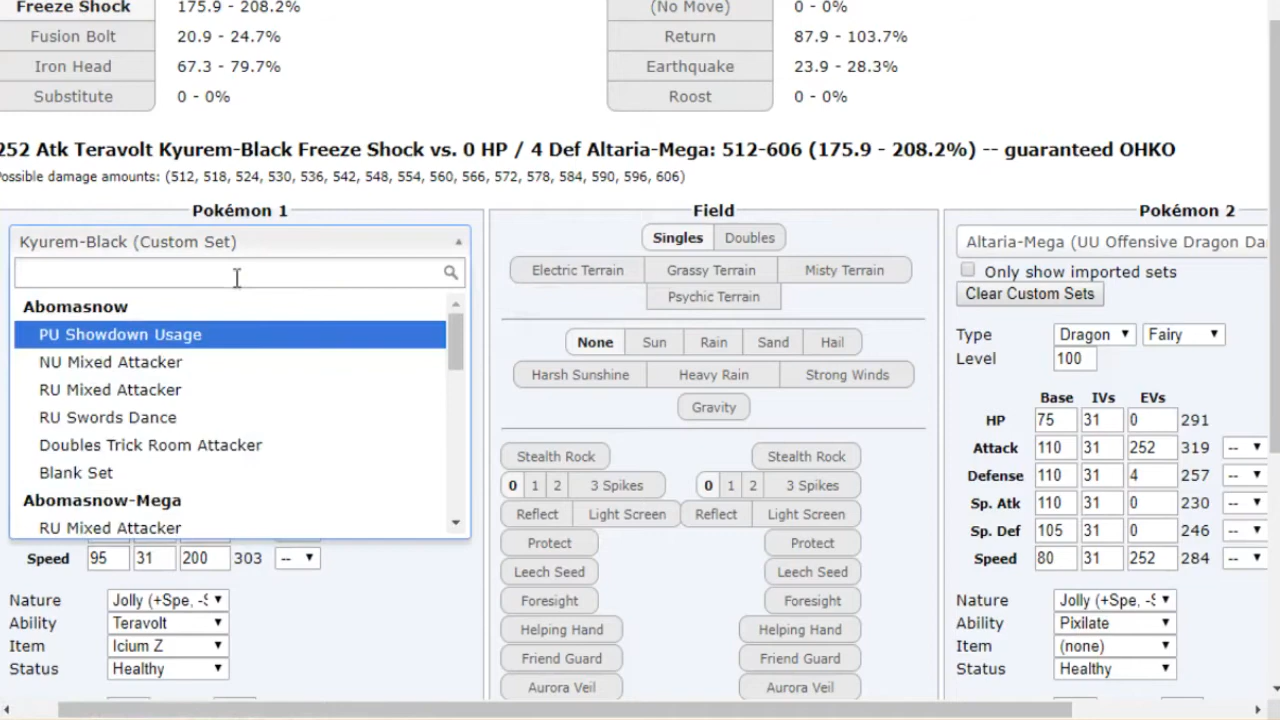 Freeze Shock 175.9 - 208.2% (No Move) 0 - 0%
Fusion Bolt 20.9 - 24.7% Return 87.9 - 103.7%
Iron Head 67.3 - 79.7% Earthquake 23.9 - 28.3%
Substitute 0 - 0% Roost 0 - 0%
252 Atk Teravolt Kyurem-Black Freeze Shock vs. 0 HP / 4 Def Altaria-Mega: 512-606 (175.9 - 208.2%) -- guaranteed OHKO
Possible damage amounts: (512, 518, 524, 530, 536, 542, 548, 554, 560, 566, 572, 578, 584, 590, 596, 606)
Pokémon 1
Kyurem-Black (Custom Set)
Abomasnow
PU Showdown Usage
NU Mixed Attacker
RU Mixed Attacker
RU Swords Dance
Doubles Trick Room Attacker
Blank Set
Abomasnow-Mega
RU Mixed Attacker
Speed 95 31 200 303 --
Nature Jolly (+Spe, -S
Ability Teravolt
Item Icium Z
Status Healthy
Field
Singles Doubles
Electric Terrain Grassy Terrain Misty Terrain
Psychic Terrain
None Sun Rain Sand Hail
Harsh Sunshine Heavy Rain Strong Winds
Gravity
Stealth Rock Stealth Rock
0 1 2 3 Spikes 0 1 2 3 Spikes
Reflect Light Screen Reflect Light Screen
Protect Protect
Leech Seed Leech Seed
Foresight Foresight
Helping Hand Helping Hand
Friend Guard Friend Guard
Aurora Veil Aurora Veil
Pokémon 2
Altaria-Mega (UU Offensive Dragon Da
Only show imported sets
Clear Custom Sets
Type Dragon Fairy
Level 100
Base IVs EVs
HP 75 31 0 291
Attack 110 31 252 319 --
Defense 110 31 4 257 --
Sp. Atk 110 31 0 230 --
Sp. Def 105 31 0 246 --
Speed 80 31 252 284 --
Nature Jolly (+Spe, -S
Ability Pixilate
Item (none)
Status Healthy